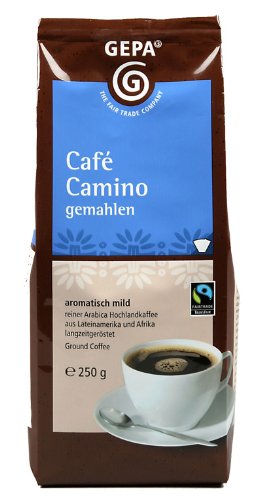 GEPA®
THE FAIR TRADE COMPANY
Café
Camino
gemahlen
aromatisch mild
reiner Arabica Hochlandkaffee
aus Lateinamerika und Afrika
langzeitgeröstet
Ground Coffee
FAIRTRADE
℮ 250 g